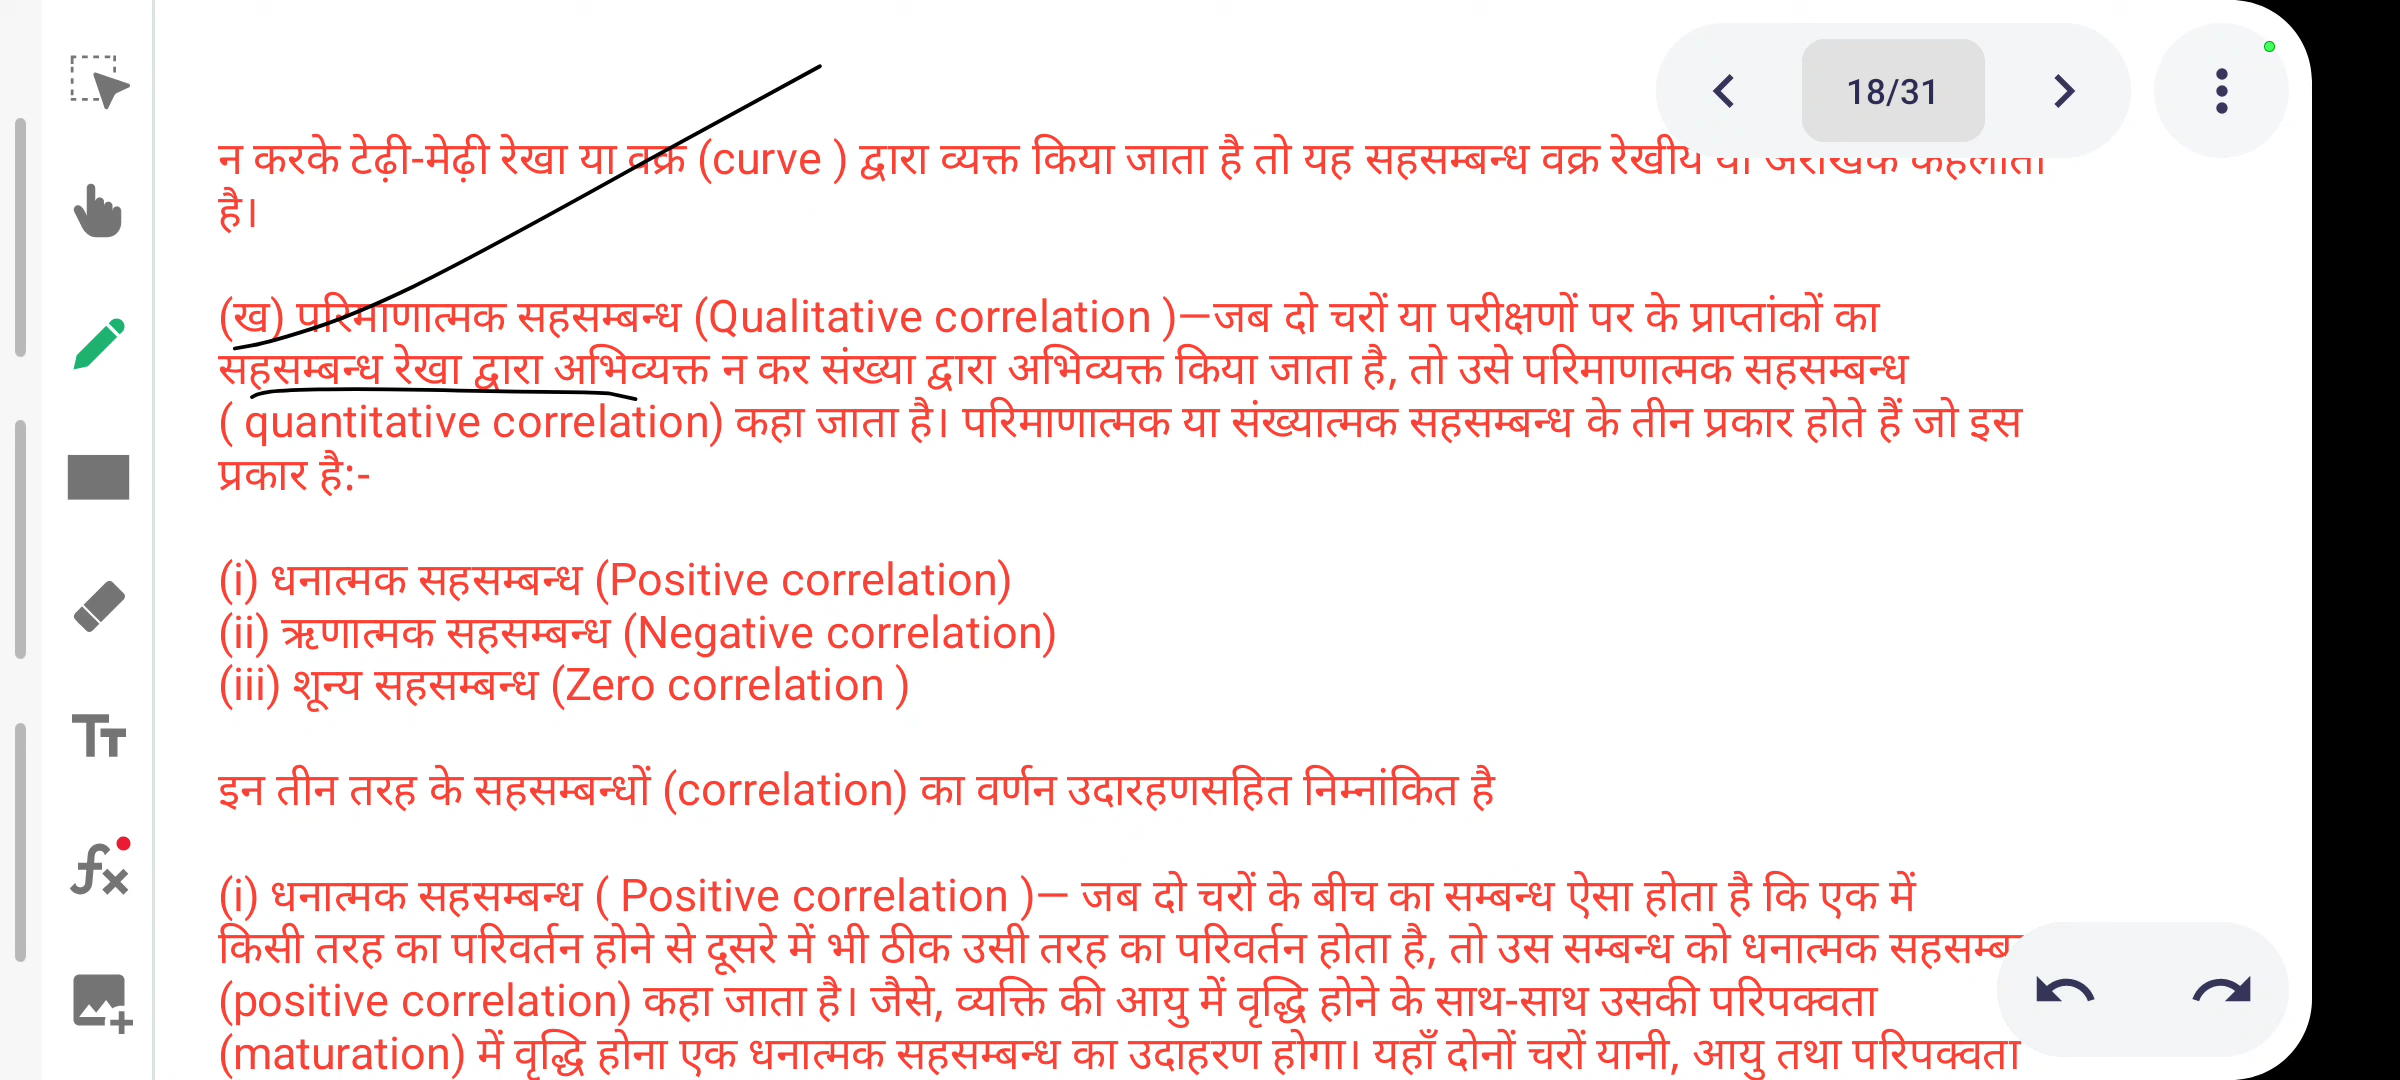 18/31
न करके टेढ़ी-मेढ़ी रेखा या वक्र (curve ) द्वारा व्यक्त किया जाता है तो यह सहसम्बन्ध वक्र रेखीय या अरेखिक कहलाता
है।
(ख) परिमाणात्मक सहसम्बन्ध (Qualitative correlation )—जब दो चरों या परीक्षणों पर के प्राप्तांकों का
सहसम्बन्ध रेखा द्वारा अभिव्यक्त न कर संख्या द्वारा अभिव्यक्त किया जाता है, तो उसे परिमाणात्मक सहसम्बन्ध
( quantitative correlation) कहा जाता है। परिमाणात्मक या संख्यात्मक सहसम्बन्ध के तीन प्रकार होते हैं जो इस
प्रकार है:-
(i) धनात्मक सहसम्बन्ध (Positive correlation)
(ii) ऋणात्मक सहसम्बन्ध (Negative correlation)
(iii) शून्य सहसम्बन्ध (Zero correlation )
इन तीन तरह के सहसम्बन्धों (correlation) का वर्णन उदारहणसहित निम्नांकित है
(i) धनात्मक सहसम्बन्ध ( Positive correlation )— जब दो चरों के बीच का सम्बन्ध ऐसा होता है कि एक में
किसी तरह का परिवर्तन होने से दूसरे में भी ठीक उसी तरह का परिवर्तन होता है, तो उस सम्बन्ध को धनात्मक
(positive correlation) कहा जाता है। जैसे, व्यक्ति की आयु में वृद्धि होने के साथ-साथ उसकी परिपक्वता
(maturation) में वृद्धि होना एक धनात्मक सहसम्बन्ध का उदाहरण होगा। यहाँ दोनों चरों यानी, आयु तथा परिपक्वता